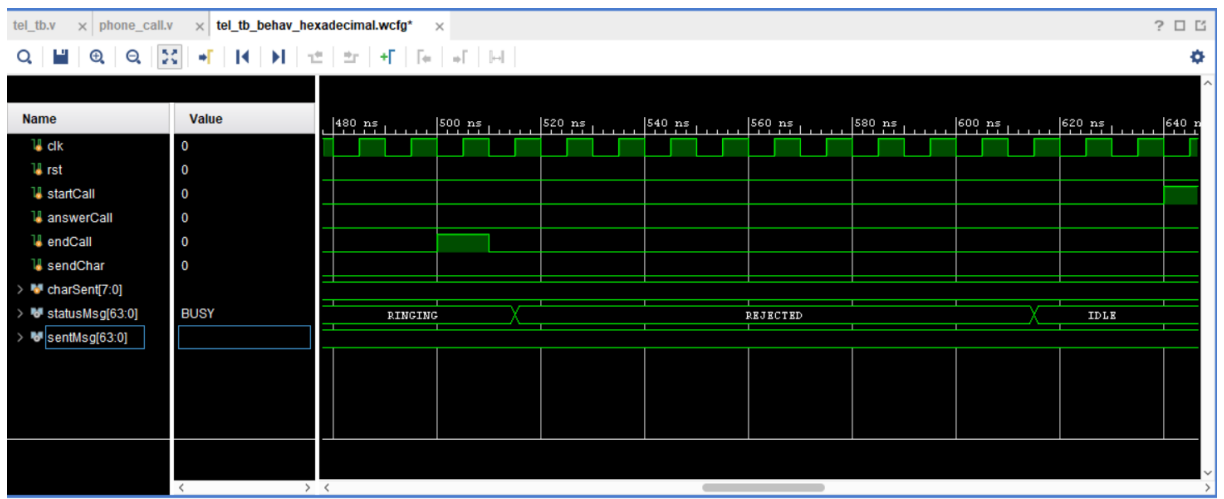 tel_tb.v × phone_call.v × tel_tb_behav_hexadecimal.wcfg* ×
Name Value
480 ns 500 ns 520 ns 540 ns 560 ns 580 ns 600 ns 620 ns 640 n
clk 0
rst 0
startCall 0
answerCall 0
endCall 0
sendChar 0
charSent[7:0]
statusMsg[63:0] BUSY RINGING REJECTED IDLE
sentMsg[63:0]